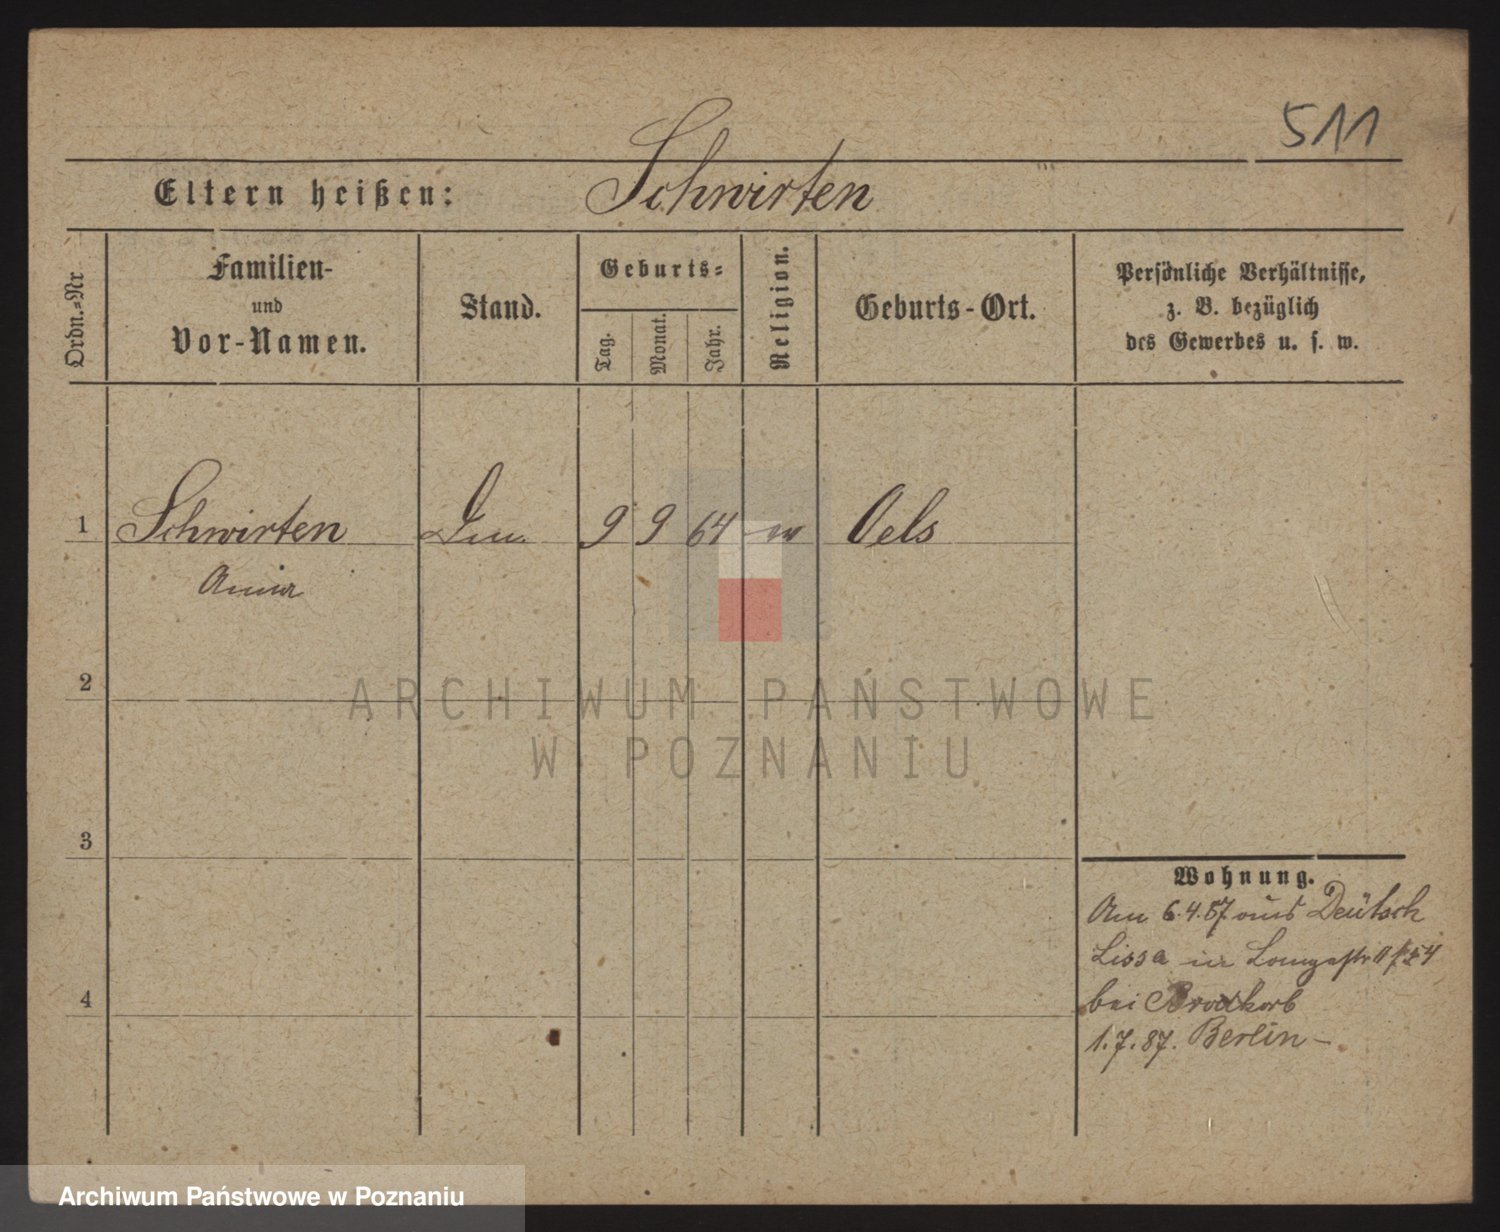 511
Eltern heißen: Schwirten
Ordn.-Nr
Familien-
und
Vor-Namen.
Stand.
Geburts-
Tag.
Monat.
Jahr.
Religion.
Geburts-Ort.
Persönliche Verhältnisse,
z. B. bezüglich
des Gewerbes u. s. w.
1 Schwirten 9 9 64 Oels
Anna
2
3
4
Wohnung.
Am 6.4.87 aus Deutsch
Lissa in
bei
1.7.87. Berlin –
ARCHIWUM PAŃSTWOWE
W POZNANIU
Archiwum Państwowe w Poznaniu